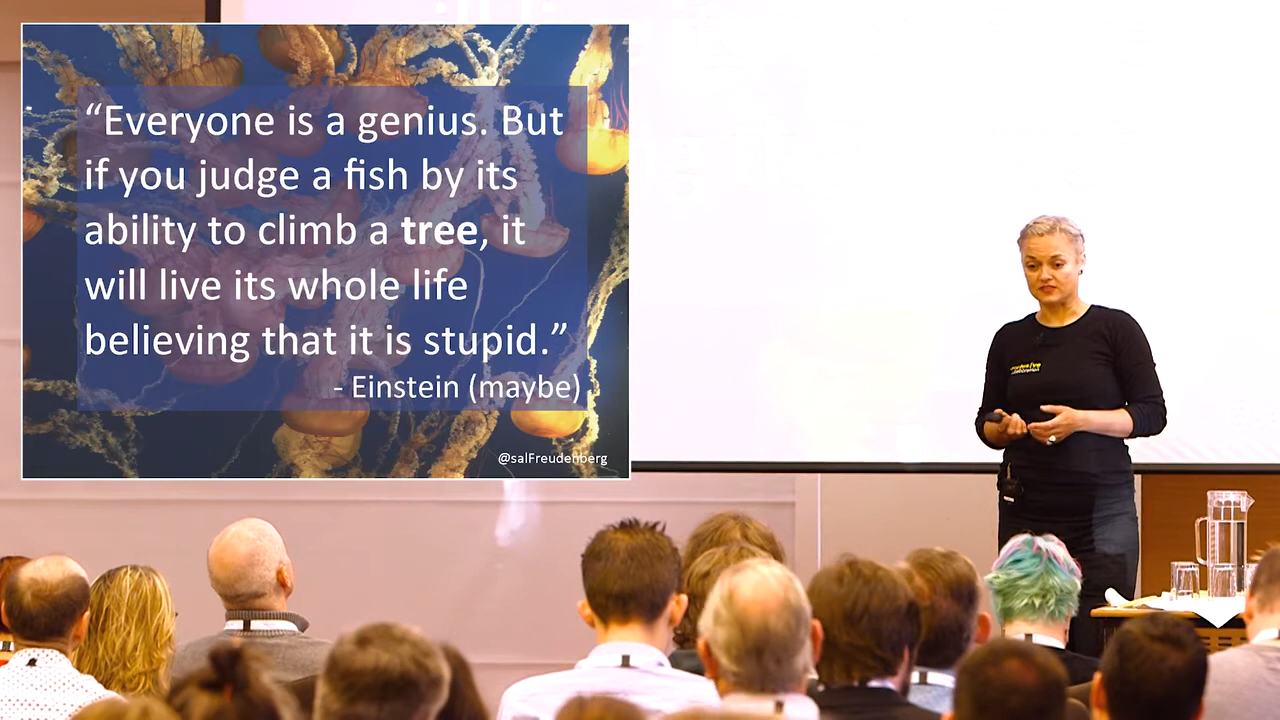 “Everyone is a genius. But
if you judge a fish by its
ability to climb a tree, it
will live its whole life
believing that it is stupid.”
- Einstein (maybe)
@salFreudenberg